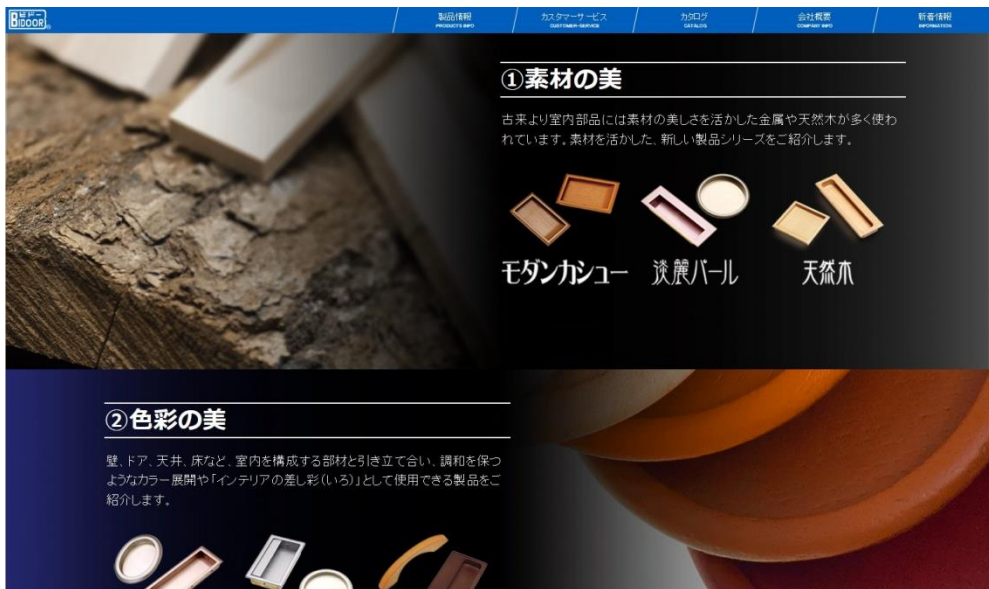 ビドー
BIDOOR
製品情報
PRODUCTS INFO
カスタマーサービス
CUSTOMER-SERVICE
カタログ
CATALOG
会社概要
COMPANY INFO
新着情報
INFORMATION
①素材の美
古来より室内部品には素材の美しさを活かした金属や天然木が多く使わ
れています。素材を活かした、新しい製品シリーズをご紹介します。
モダンカシュー
淡麗パール
天然木
②色彩の美
壁、ドア、天井、床など、室内を構成する部材と引き立て合い、調和を保つ
ようなカラー展開や「インテリアの差し彩(いろ)」として使用できる製品をご
紹介します。